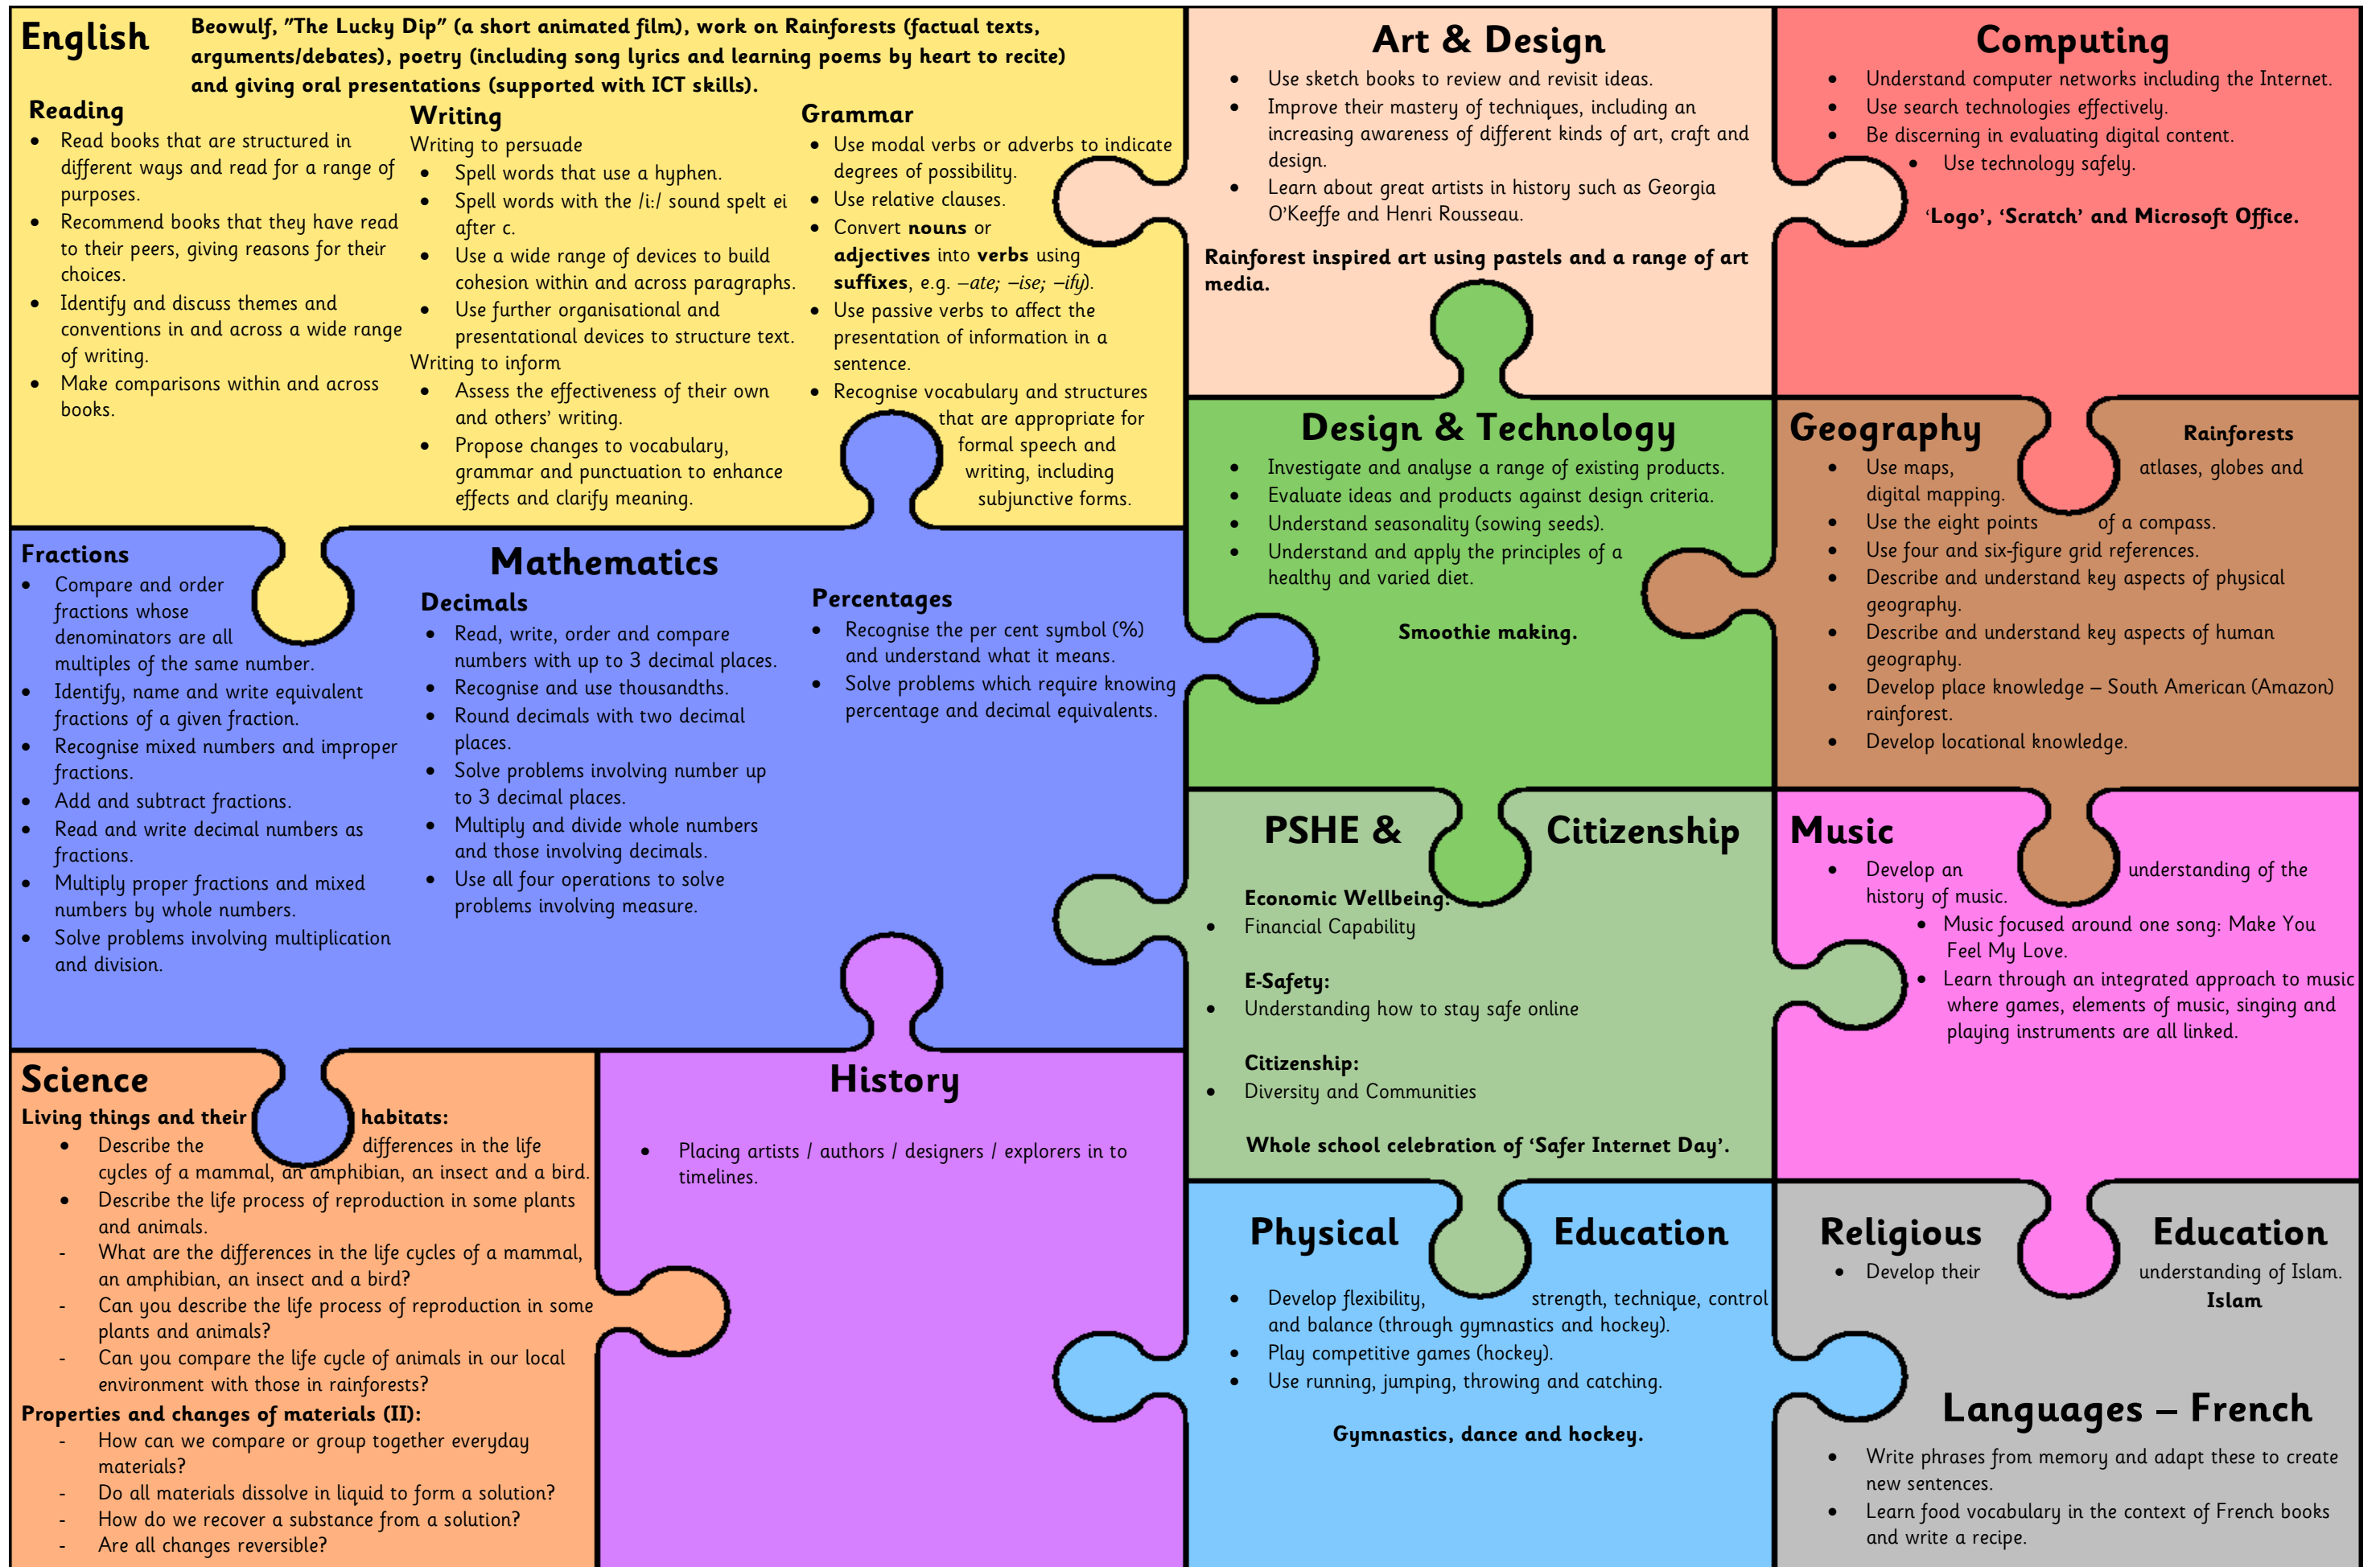 English
Beowulf, "The Lucky Dip" (a short animated film), work on Rainforests (factual texts,
arguments/debates), poetry (including song lyrics and learning poems by heart to recite)
and giving oral presentations (supported with ICT skills).
Reading
• Read books that are structured in
different ways and read for a range of
purposes.
• Recommend books that they have read
to their peers, giving reasons for their
choices.
• Identify and discuss themes and
conventions in and across a wide range
of writing.
• Make comparisons within and across
books.
Writing
Writing to persuade
• Spell words that use a hyphen.
• Spell words with the /i:/ sound spelt ei
after c.
• Use a wide range of devices to build
cohesion within and across paragraphs.
• Use further organisational and
presentational devices to structure text.
Writing to inform
• Assess the effectiveness of their own
and others' writing.
• Propose changes to vocabulary,
grammar and punctuation to enhance
effects and clarify meaning.
Grammar
• Use modal verbs or adverbs to indicate
degrees of possibility.
• Use relative clauses.
• Convert nouns or
adjectives into verbs using
suffixes, e.g. –ate; –ise; –ify).
• Use passive verbs to affect the
presentation of information in a
sentence.
• Recognise vocabulary and structures
that are appropriate for
formal speech and
writing, including
subjunctive forms.
Art & Design
• Use sketch books to review and revisit ideas.
• Improve their mastery of techniques, including an
increasing awareness of different kinds of art, craft and
design.
• Learn about great artists in history such as Georgia
O'Keeffe and Henri Rousseau.
Rainforest inspired art using pastels and a range of art
media.
Computing
• Understand computer networks including the Internet.
• Use search technologies effectively.
• Be discerning in evaluating digital content.
• Use technology safely.
'Logo', 'Scratch' and Microsoft Office.
Mathematics
Fractions
• Compare and order
fractions whose
denominators are all
multiples of the same number.
• Identify, name and write equivalent
fractions of a given fraction.
• Recognise mixed numbers and improper
fractions.
• Add and subtract fractions.
• Read and write decimal numbers as
fractions.
• Multiply proper fractions and mixed
numbers by whole numbers.
• Solve problems involving multiplication
and division.
Decimals
• Read, write, order and compare
numbers with up to 3 decimal places.
• Recognise and use thousandths.
• Round decimals with two decimal
places.
• Solve problems involving number up
to 3 decimal places.
• Multiply and divide whole numbers
and those involving decimals.
• Use all four operations to solve
problems involving measure.
Percentages
• Recognise the per cent symbol (%)
and understand what it means.
• Solve problems which require knowing
percentage and decimal equivalents.
Design & Technology
• Investigate and analyse a range of existing products.
• Evaluate ideas and products against design criteria.
• Understand seasonality (sowing seeds).
• Understand and apply the principles of a
healthy and varied diet.
Smoothie making.
Geography
Rainforests
• Use maps, atlases, globes and
digital mapping.
• Use the eight points of a compass.
• Use four and six-figure grid references.
• Describe and understand key aspects of physical
geography.
• Describe and understand key aspects of human
geography.
• Develop place knowledge – South American (Amazon)
rainforest.
• Develop locational knowledge.
PSHE & Citizenship
Economic Wellbeing:
• Financial Capability
E-Safety:
• Understanding how to stay safe online
Citizenship:
• Diversity and Communities
Whole school celebration of 'Safer Internet Day'.
Music
• Develop an understanding of the
history of music.
• Music focused around one song: Make You
Feel My Love.
• Learn through an integrated approach to music
where games, elements of music, singing and
playing instruments are all linked.
Science
Living things and their habitats:
• Describe the differences in the life
cycles of a mammal, an amphibian, an insect and a bird.
• Describe the life process of reproduction in some plants
and animals.
- What are the differences in the life cycles of a mammal,
an amphibian, an insect and a bird?
- Can you describe the life process of reproduction in some
plants and animals?
- Can you compare the life cycle of animals in our local
environment with those in rainforests?
Properties and changes of materials (II):
- How can we compare or group together everyday
materials?
- Do all materials dissolve in liquid to form a solution?
- How do we recover a substance from a solution?
- Are all changes reversible?
History
• Placing artists / authors / designers / explorers in to
timelines.
Physical Education
• Develop flexibility, strength, technique, control
and balance (through gymnastics and hockey).
• Play competitive games (hockey).
• Use running, jumping, throwing and catching.
Gymnastics, dance and hockey.
Religious Education
• Develop their understanding of Islam.
Islam
Languages – French
• Write phrases from memory and adapt these to create
new sentences.
• Learn food vocabulary in the context of French books
and write a recipe.